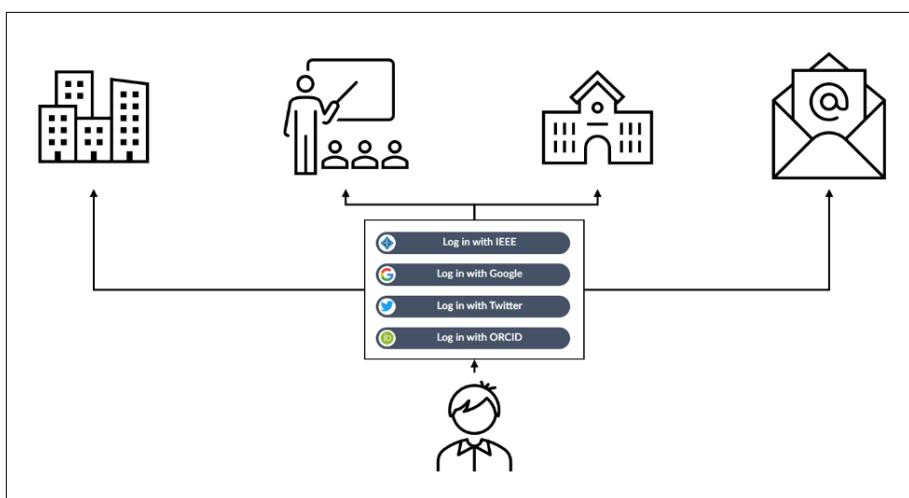 Log in with IEEE
Log in with Google
Log in with Twitter
Log in with ORCID